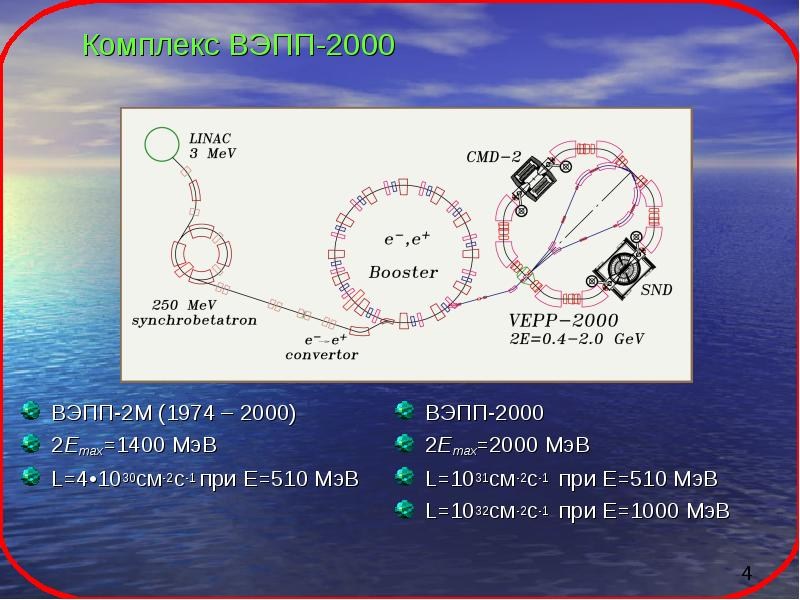 Комплекс ВЭПП-2000
LINAC
3 MeV
CMD-2
e⁻,e⁺
Booster
SND
250 MeV
synchrobetatron
e⁻→e⁺
convertor
VEPP-2000
2E=0.4-2.0 GeV
ВЭПП-2М (1974 – 2000)
2Emax=1400 МэВ
L=4•10³⁰см⁻²с⁻¹ при Е=510 МэВ
ВЭПП-2000
2Emax=2000 МэВ
L=10³¹см⁻²с⁻¹ при Е=510 МэВ
L=10³²см⁻²с⁻¹ при Е=1000 МэВ
4